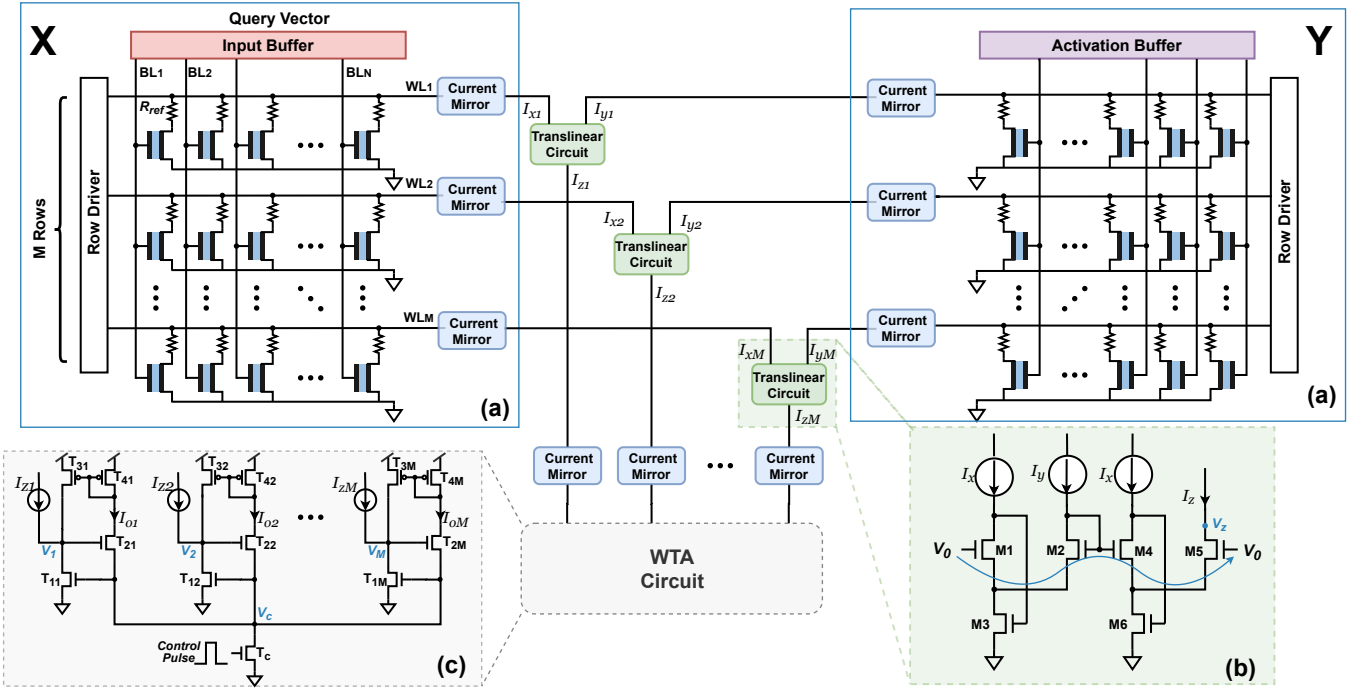 X
Query Vector
Input Buffer
BL1
BL2
BLN
Rref
M Rows
Row Driver
WL1
WL2
WLM
Current
Mirror
Current
Mirror
Current
Mirror
(a)
Ix1
Iy1
Translinear
Circuit
Iz1
Ix2
Iy2
Translinear
Circuit
Iz2
IxM
IyM
Translinear
Circuit
IzM
Y
Activation Buffer
Current
Mirror
Current
Mirror
Current
Mirror
Row Driver
(a)
Current
Mirror
Current
Mirror
Current
Mirror
WTA
Circuit
T31
T41
IZ1
Io1
V1
T21
T11
T32
T42
IZ2
Io2
V2
T22
T12
T3M
T4M
IzM
IoM
VM
T2M
T1M
Vc
Control
Pulse
Tc
(c)
Ix
Iy
Ix
Iz
Vz
V0
M1
M2
M4
M5
V0
M3
M6
(b)